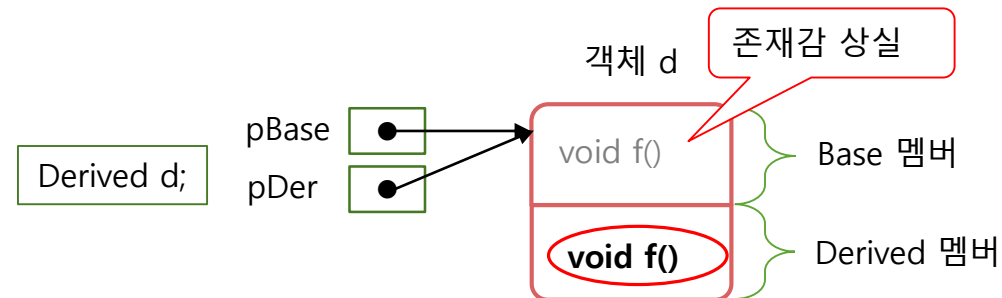 존재감 상실
객체 d
pBase
void f()
Base 멤버
Derived d;
pDer
void f()
Derived 멤버